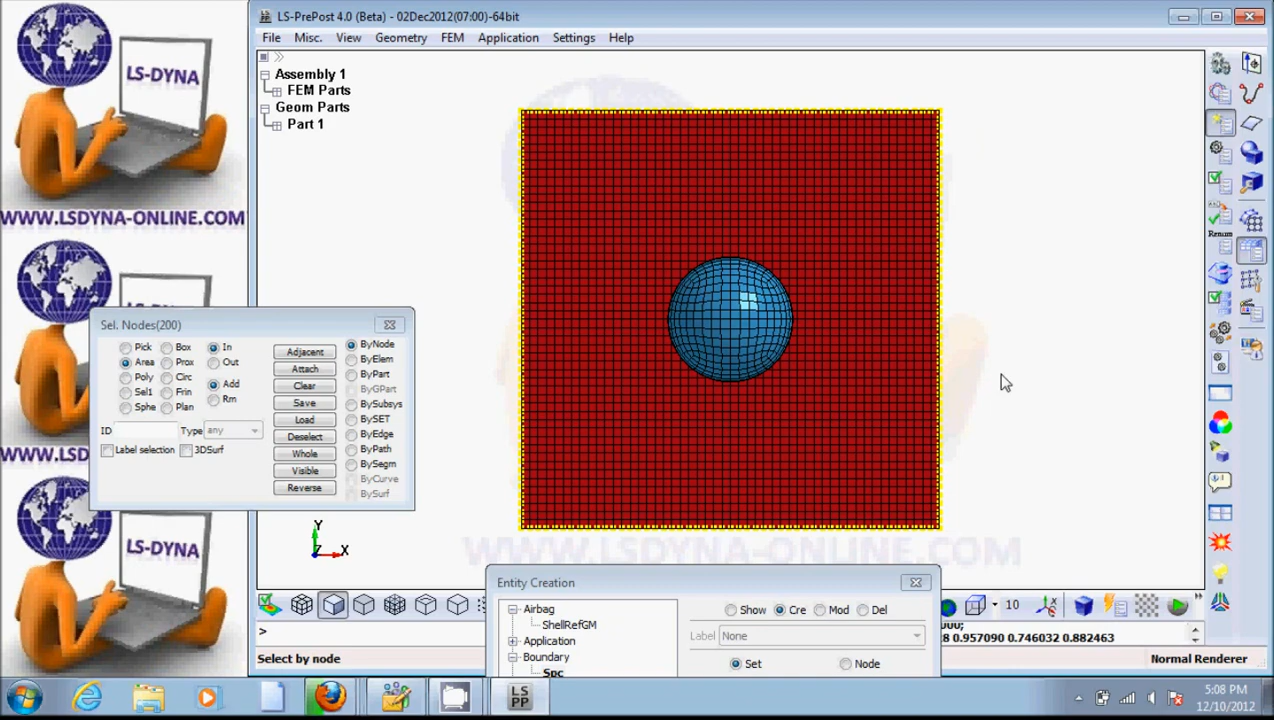 LS-PrePost 4.0 (Beta) - 02Dec2012(07:00)-64bit
File Misc. View Geometry FEM Application Settings Help
Assembly 1
FEM Parts
Geom Parts
Part 1
LS-DYNA
WWW.LSDYNA-ONLINE.COM
LS-DYNA
WWW.LSD
LS-DYNA
Sel. Nodes(200)
Pick Box In
Area Prox Out
Poly Circ
Sel1 Frin Add
Sphe Plan Rm
ID Type any
Label selection 3DSurf
Adjacent
Attach
Clear
Save
Load
Deselect
Whole
Visible
Reverse
ByNode
ByElem
ByPart
ByGPart
BySubsys
BySET
ByEdge
ByPath
BySegm
ByCurve
BySurf
Renum
Y
Z X
WWW.LSDYNA-ONLINE.COM
Entity Creation
Airbag
ShellRefGM
Application
Boundary
Spc
Show Cre Mod Del
Label None
Set Node
10
>
000;
8 0.957090 0.746032 0.882463
Select by node
Normal Renderer
LS
PP
5:08 PM
12/10/2012